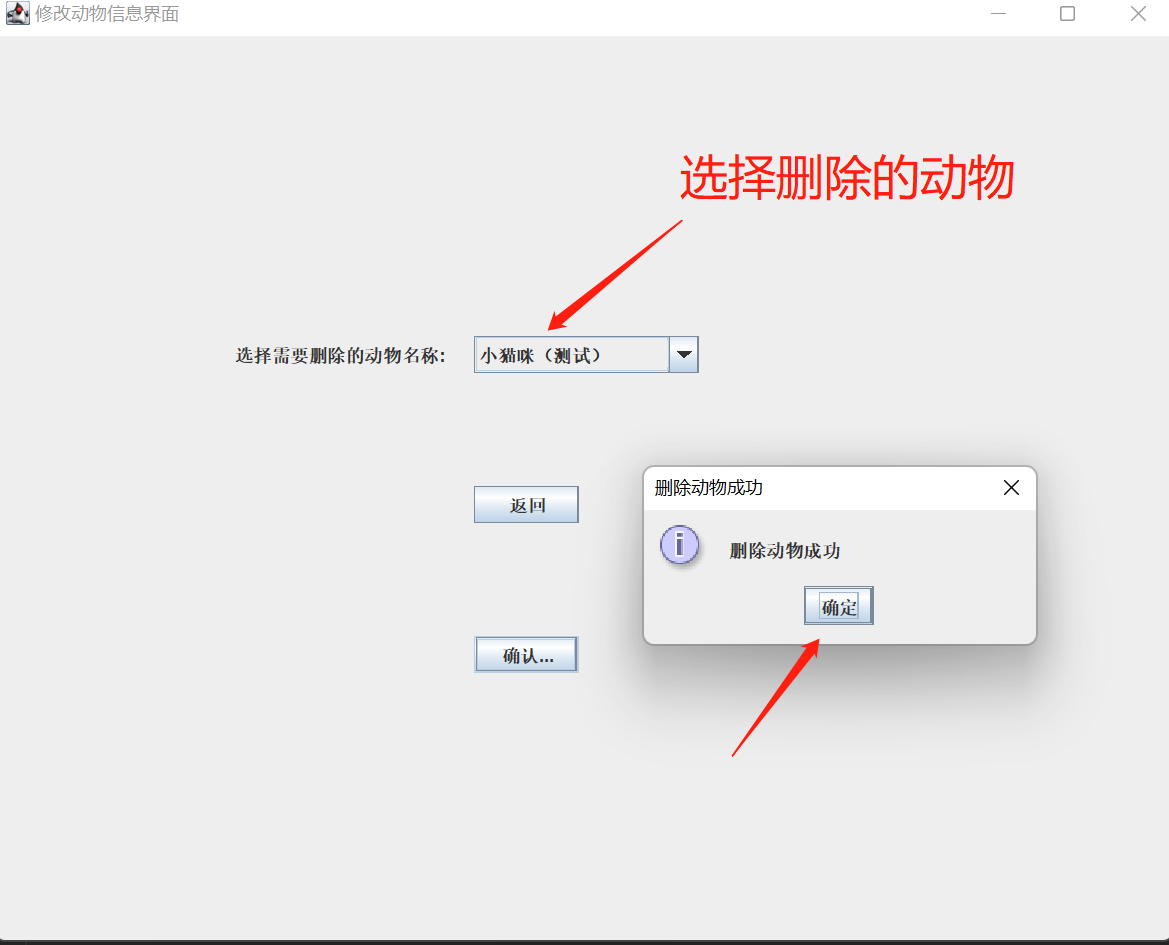 修改动物信息界面
选择删除的动物
选择需要删除的动物名称:
小猫咪（测试）
返回
删除动物成功
删除动物成功
确定
确认...